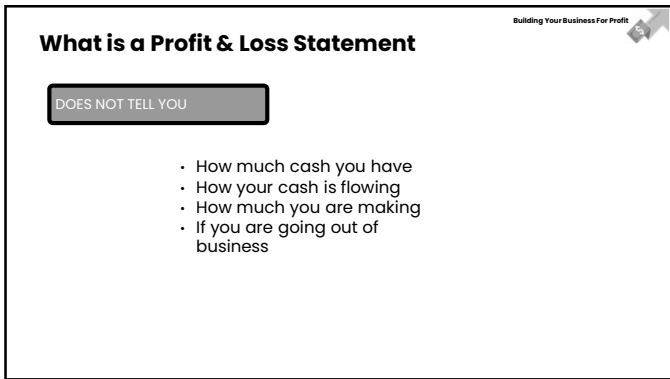 Building Your Business For Profit
What is a Profit & Loss Statement
DOES NOT TELL YOU
• How much cash you have
• How your cash is flowing
• How much you are making
• If you are going out of
business
$